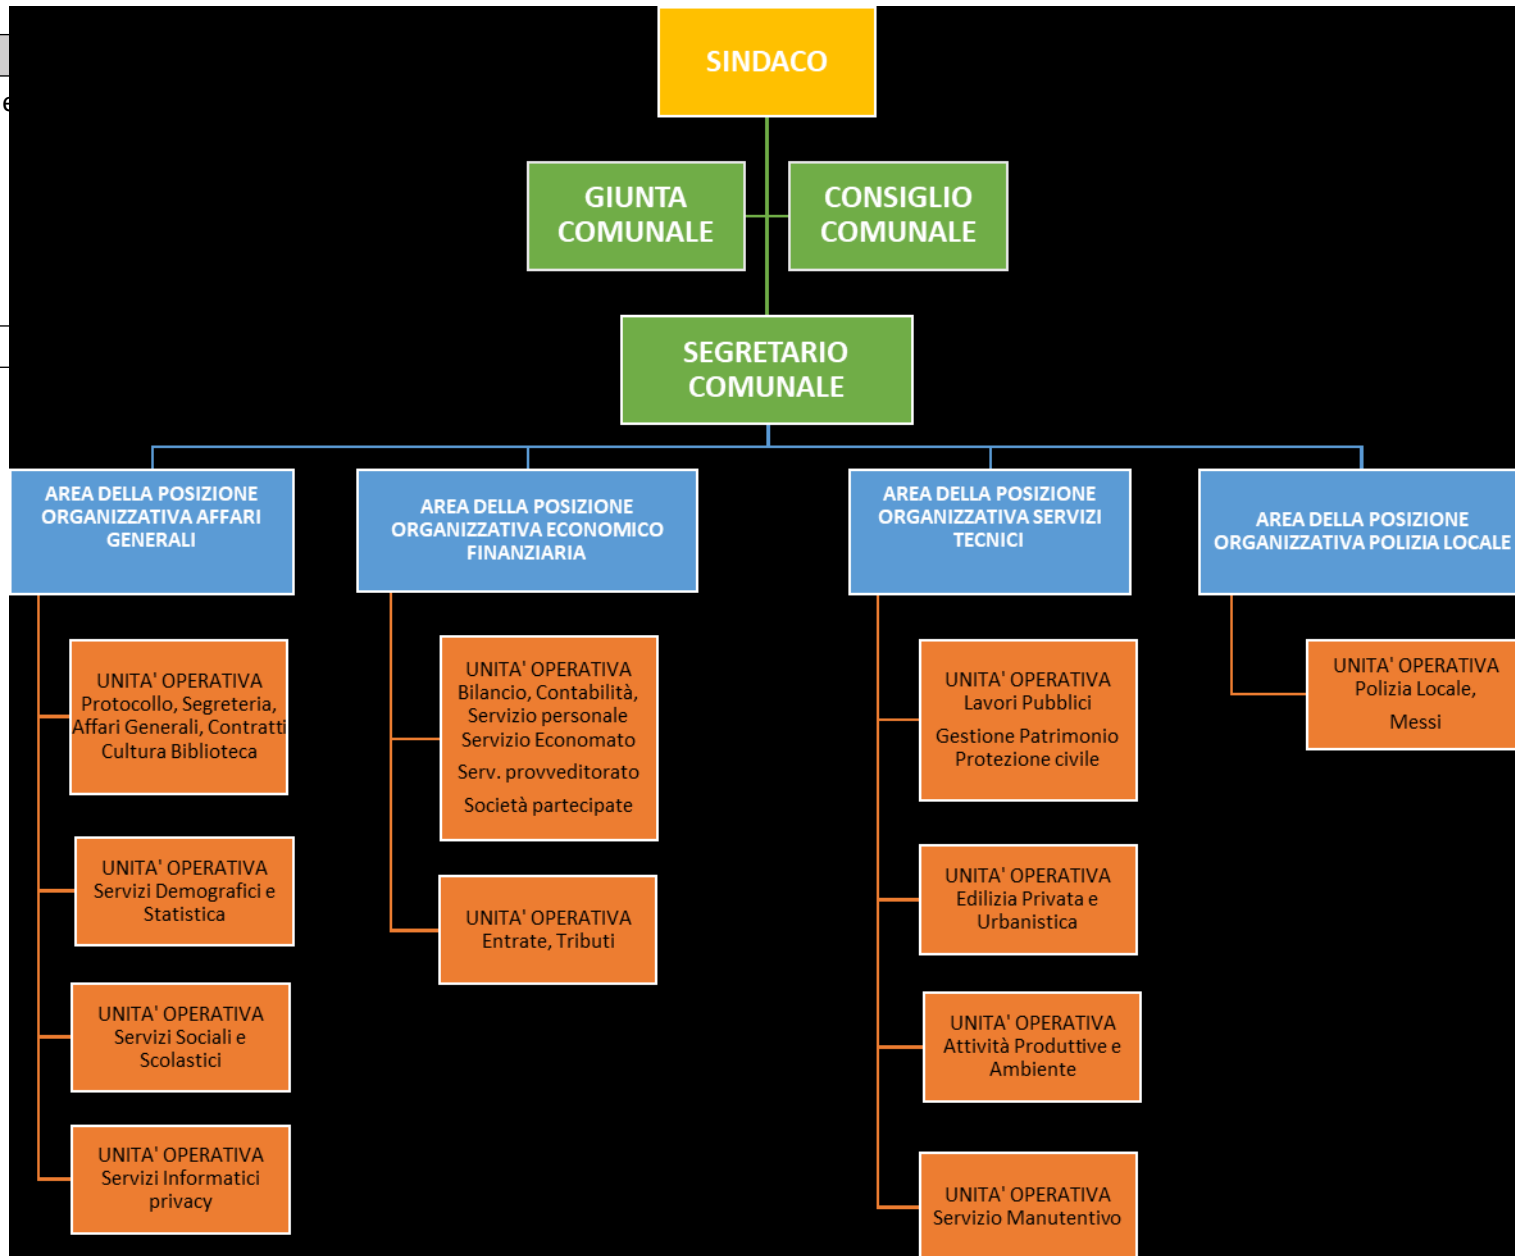 e
SINDACO
GIUNTA
COMUNALE
CONSIGLIO
COMUNALE
SEGRETARIO
COMUNALE
AREA DELLA POSIZIONE
ORGANIZZATIVA AFFARI
GENERALI
AREA DELLA POSIZIONE
ORGANIZZATIVA ECONOMICO
FINANZIARIA
AREA DELLA POSIZIONE
ORGANIZZATIVA SERVIZI
TECNICI
AREA DELLA POSIZIONE
ORGANIZZATIVA POLIZIA LOCALE
UNITA' OPERATIVA
Protocollo, Segreteria,
Affari Generali, Contratti
Cultura Biblioteca
UNITA' OPERATIVA
Servizi Demografici e
Statistica
UNITA' OPERATIVA
Servizi Sociali e
Scolastici
UNITA' OPERATIVA
Servizi Informatici
privacy
UNITA' OPERATIVA
Bilancio, Contabilità,
Servizio personale
Servizio Economato
Serv. provveditorato
Società partecipate
UNITA' OPERATIVA
Entrate, Tributi
UNITA' OPERATIVA
Lavori Pubblici
Gestione Patrimonio
Protezione civile
UNITA' OPERATIVA
Edilizia Privata e
Urbanistica
UNITA' OPERATIVA
Attività Produttive e
Ambiente
UNITA' OPERATIVA
Servizio Manutentivo
UNITA' OPERATIVA
Polizia Locale,
Messi